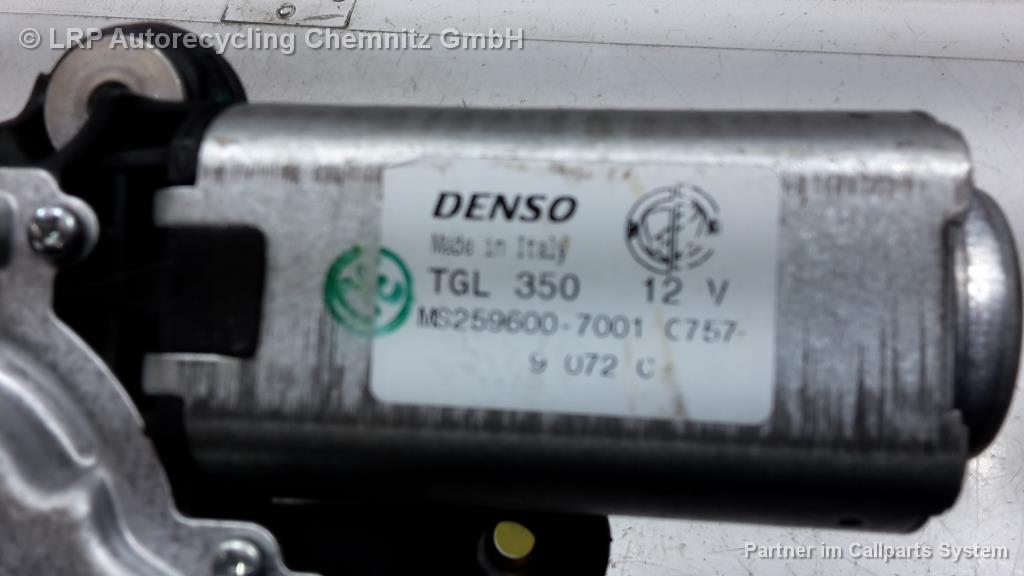 © LRP Autorecycling Chemnitz GmbH
DENSO
Made in Italy
TGL 350 12 V
MS259600-7001 C757-
9 072 C
Partner im Callparts System